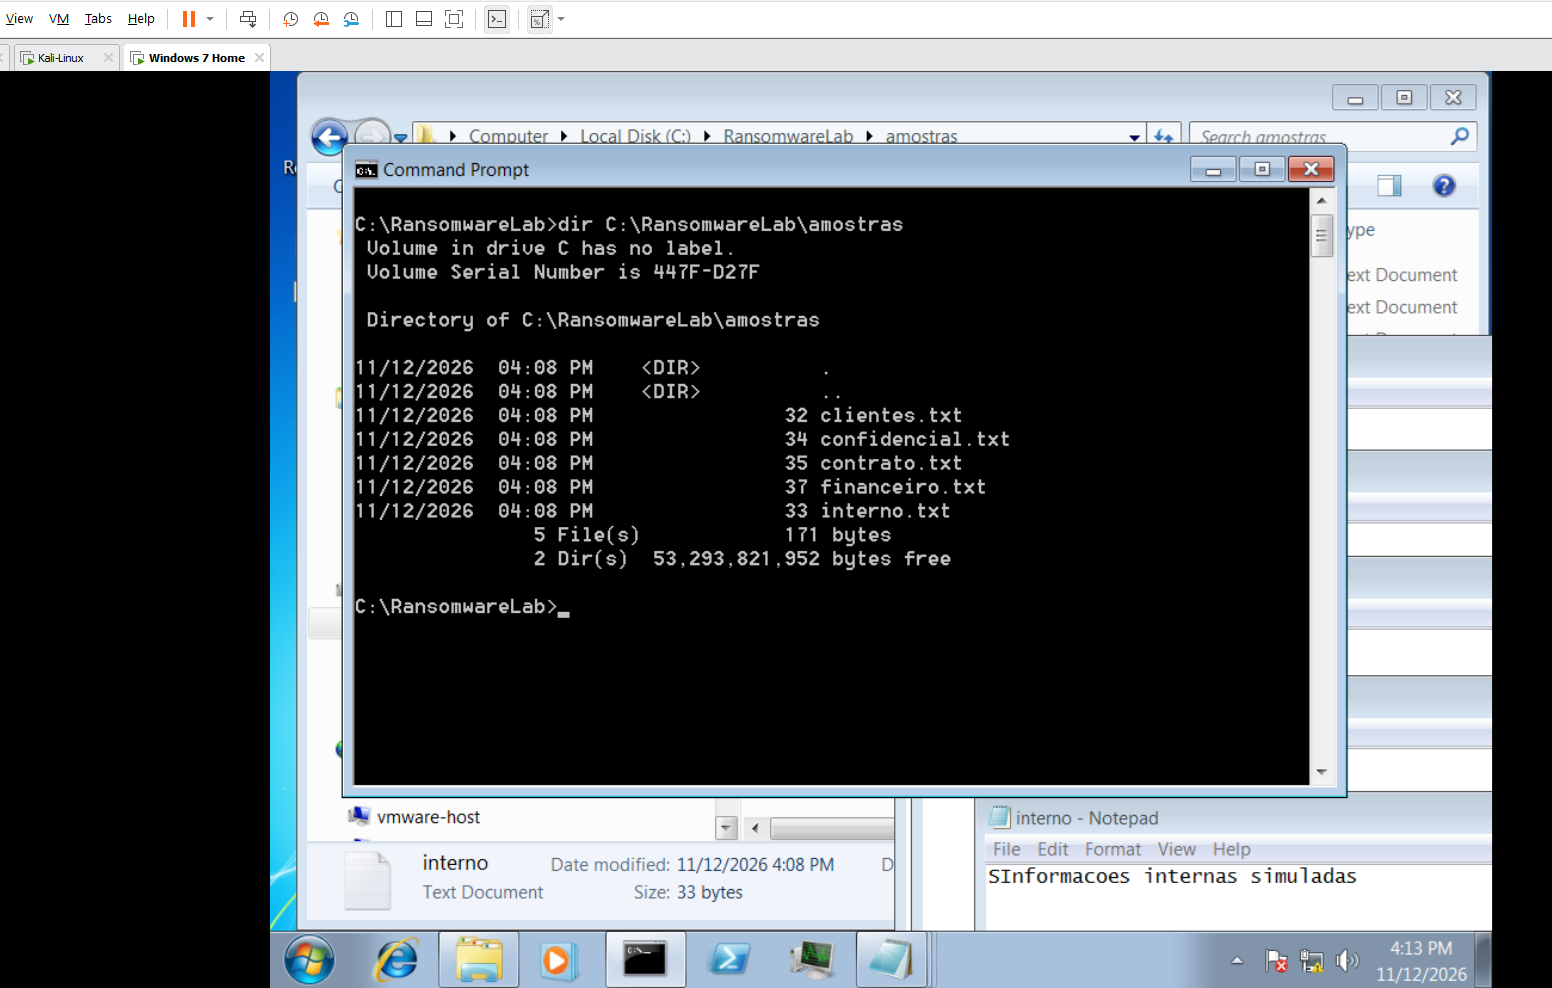 View VM Tabs Help
Kali-Linux
Windows 7 Home
Computer Local Disk (C:) RansomwareLab amostras
Search amostras
Command Prompt
C:\RansomwareLab>dir C:\RansomwareLab\amostras
Volume in drive C has no label.
Volume Serial Number is 447F-D27F
Directory of C:\RansomwareLab\amostras
11/12/2026 04:08 PM <DIR> .
11/12/2026 04:08 PM <DIR> ..
11/12/2026 04:08 PM 32 clientes.txt
11/12/2026 04:08 PM 34 confidencial.txt
11/12/2026 04:08 PM 35 contrato.txt
11/12/2026 04:08 PM 37 financeiro.txt
11/12/2026 04:08 PM 33 interno.txt
5 File(s) 171 bytes
2 Dir(s) 53,293,821,952 bytes free
C:\RansomwareLab>_
ype
ext Document
ext Document
vmware-host
interno Date modified: 11/12/2026 4:08 PM D
Text Document Size: 33 bytes
interno - Notepad
File Edit Format View Help
SInformacoes internas simuladas
4:13 PM
11/12/2026